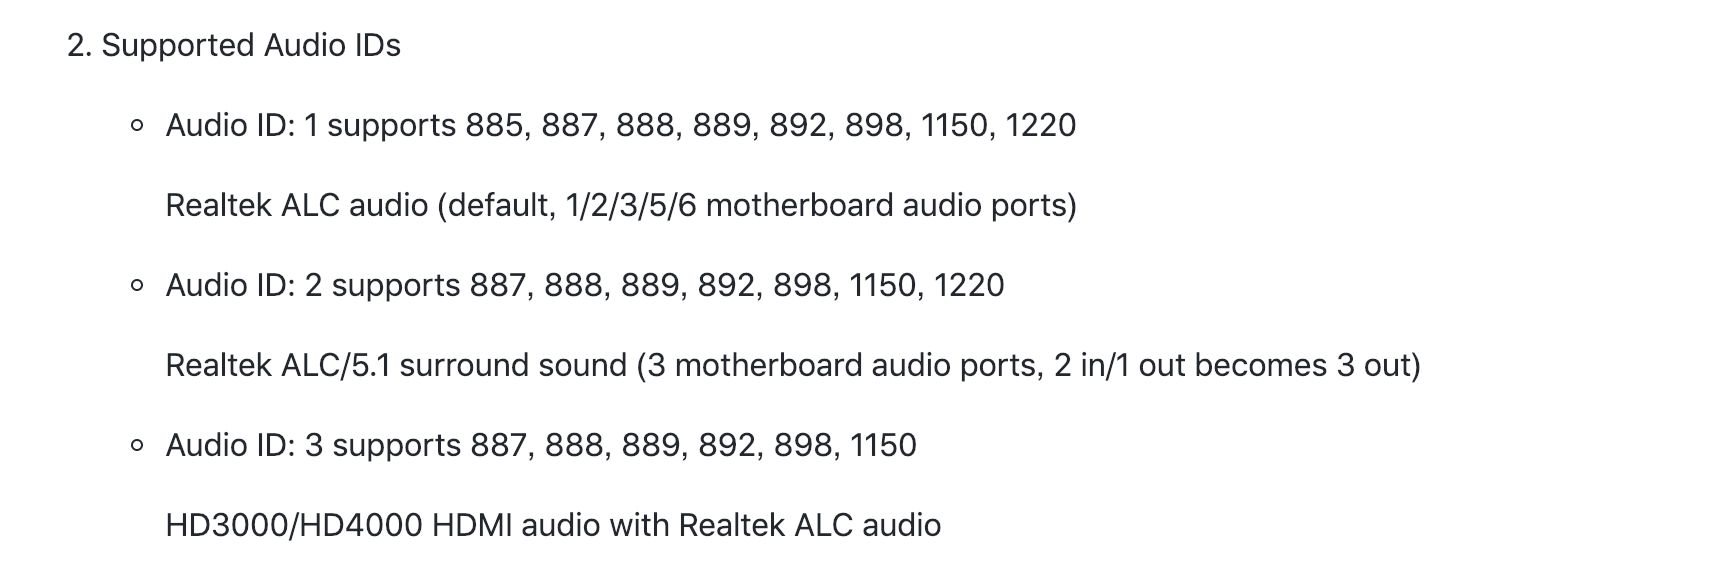 2. Supported Audio IDs
Audio ID: 1 supports 885, 887, 888, 889, 892, 898, 1150, 1220
Realtek ALC audio (default, 1/2/3/5/6 motherboard audio ports)
Audio ID: 2 supports 887, 888, 889, 892, 898, 1150, 1220
Realtek ALC/5.1 surround sound (3 motherboard audio ports, 2 in/1 out becomes 3 out)
Audio ID: 3 supports 887, 888, 889, 892, 898, 1150
HD3000/HD4000 HDMI audio with Realtek ALC audio